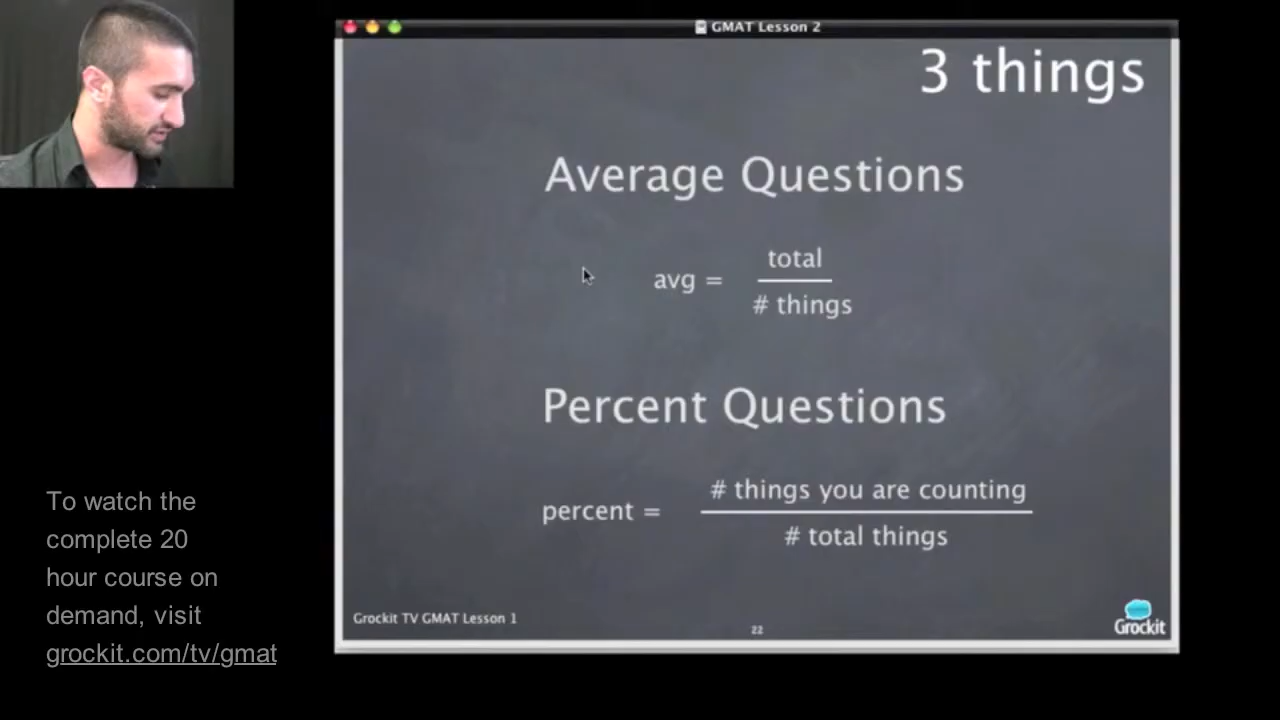 GMAT Lesson 2
3 things
Average Questions
avg = total
# things
Percent Questions
percent = # things you are counting
# total things
Grockit TV GMAT Lesson 1
22
Grockit
To watch the
complete 20
hour course on
demand, visit
grockit.com/tv/gmat